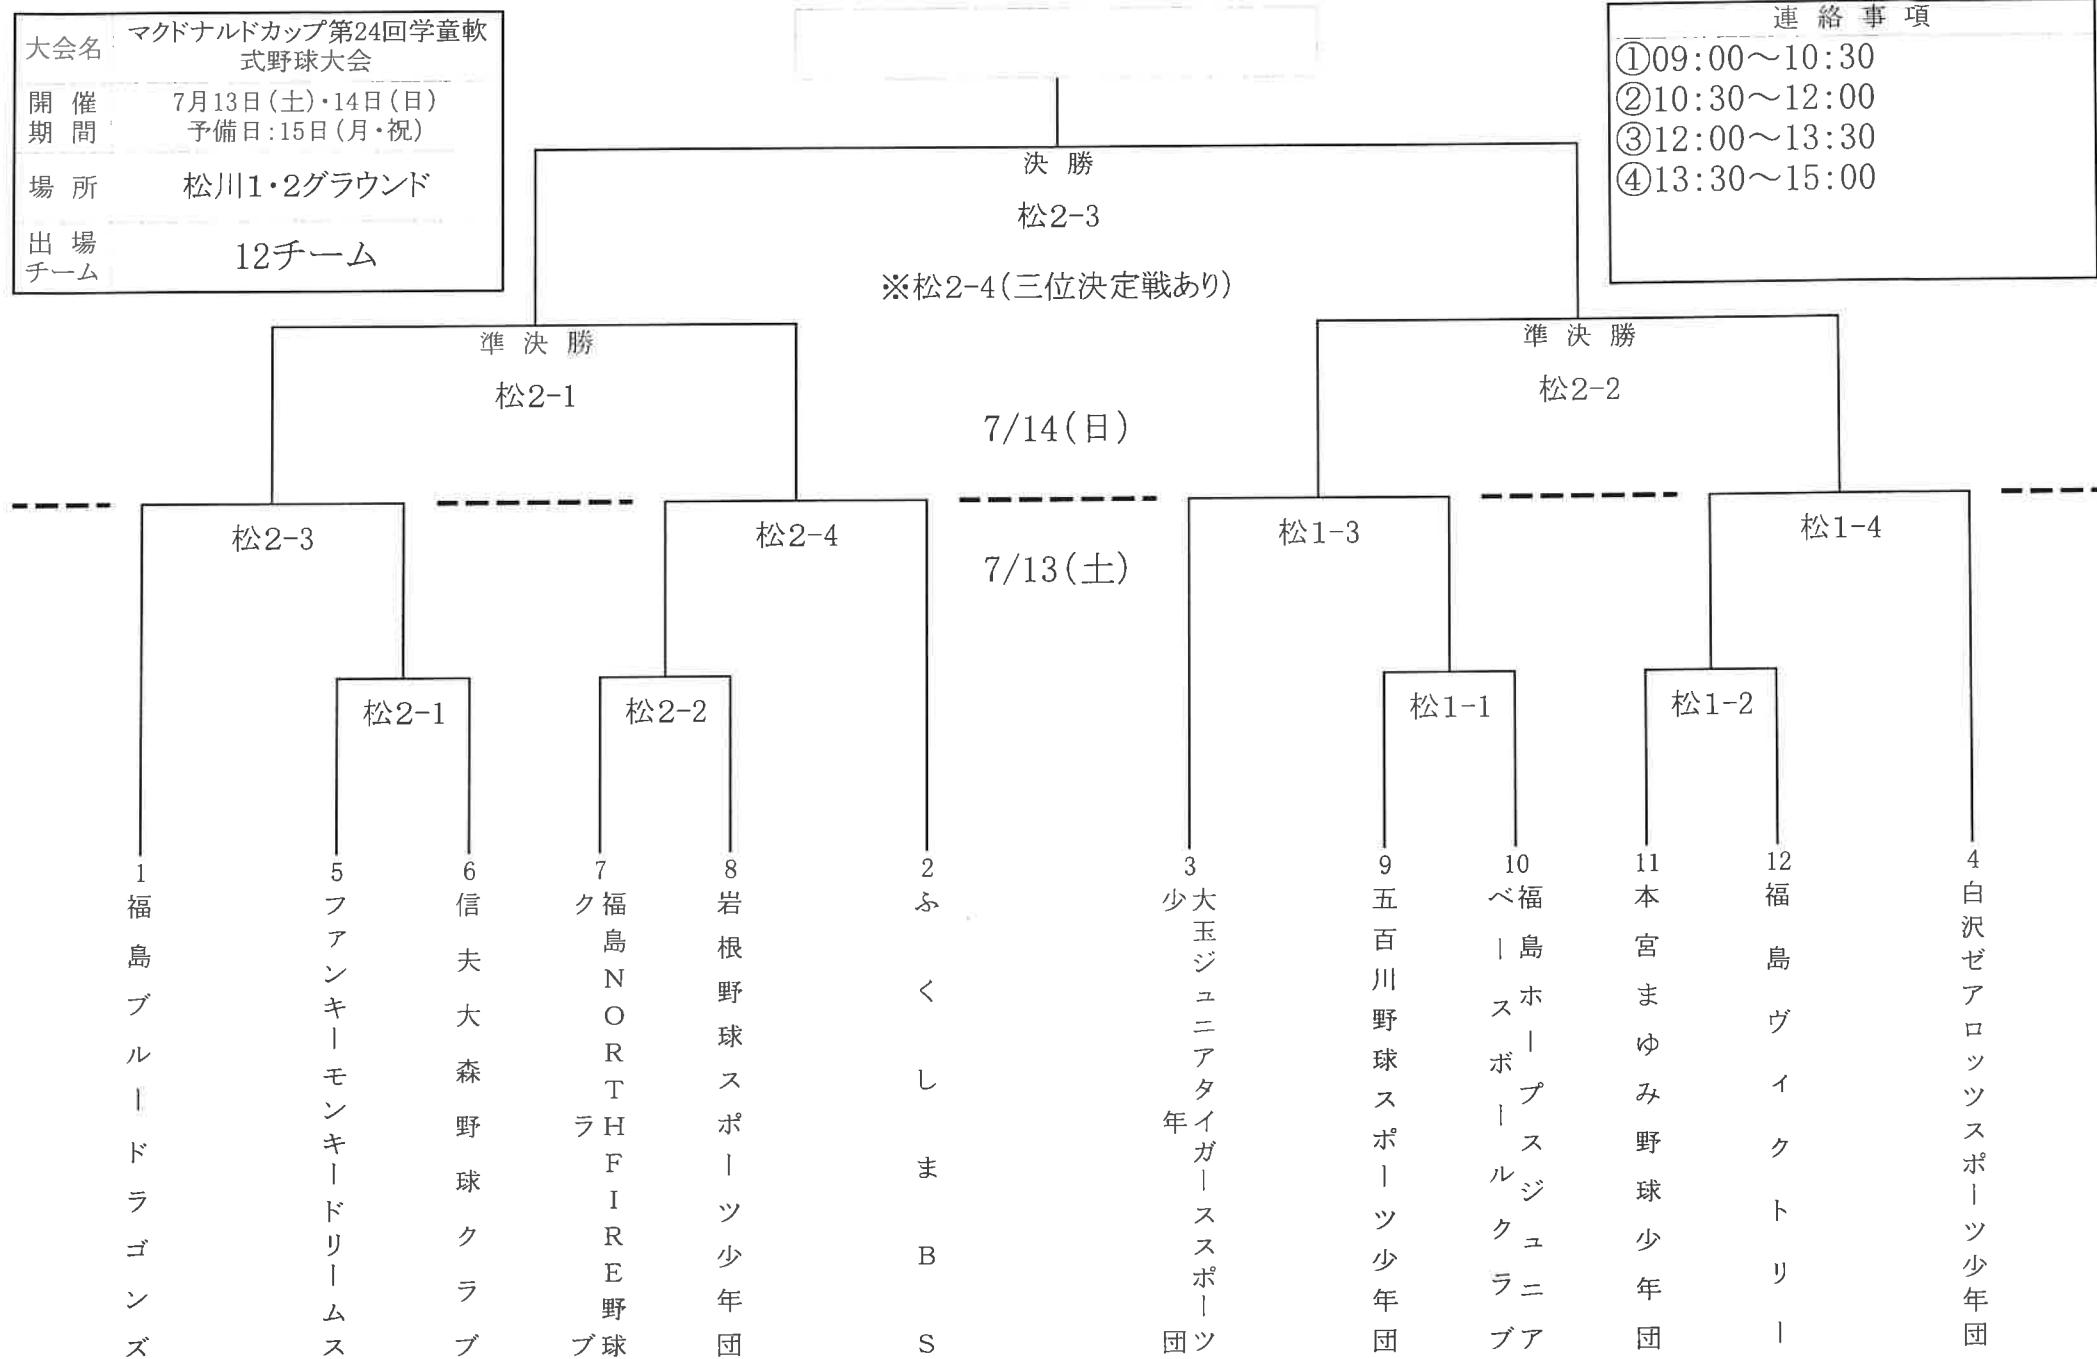 大会名
マクドナルドカップ第24回学童軟
式野球大会
開催
期間
7月13日(土)・14日(日)
予備日:15日(月・祝)
場所
松川1・2グラウンド
出場
チーム
12チーム
連絡事項
①09:00～10:30
②10:30～12:00
③12:00～13:30
④13:30～15:00
決勝
松2-3
※松2-4(三位決定戦あり)
準決勝
松2-1
準決勝
松2-2
7/14(日)
松2-3
松2-4
松1-3
松1-4
7/13(土)
松2-1
松2-2
松1-1
松1-2
1
福島ブルードラゴンズ
5
ファンキーモンキードリームス
6
信夫大森野球クラブ
7
福島NORTHFIRE野球
クラブ
8
岩根野球スポーツ少年団
2
ふくしまBS
3
大玉ジュニアタイガーススポーツ
少年団
9
五百川野球スポーツ少年団
10
福島ホープスジュニア
ベースボールクラブ
11
本宮まゆみ野球少年団
12
福島ヴィクトリー
4
白沢ゼアロッツスポーツ少年団